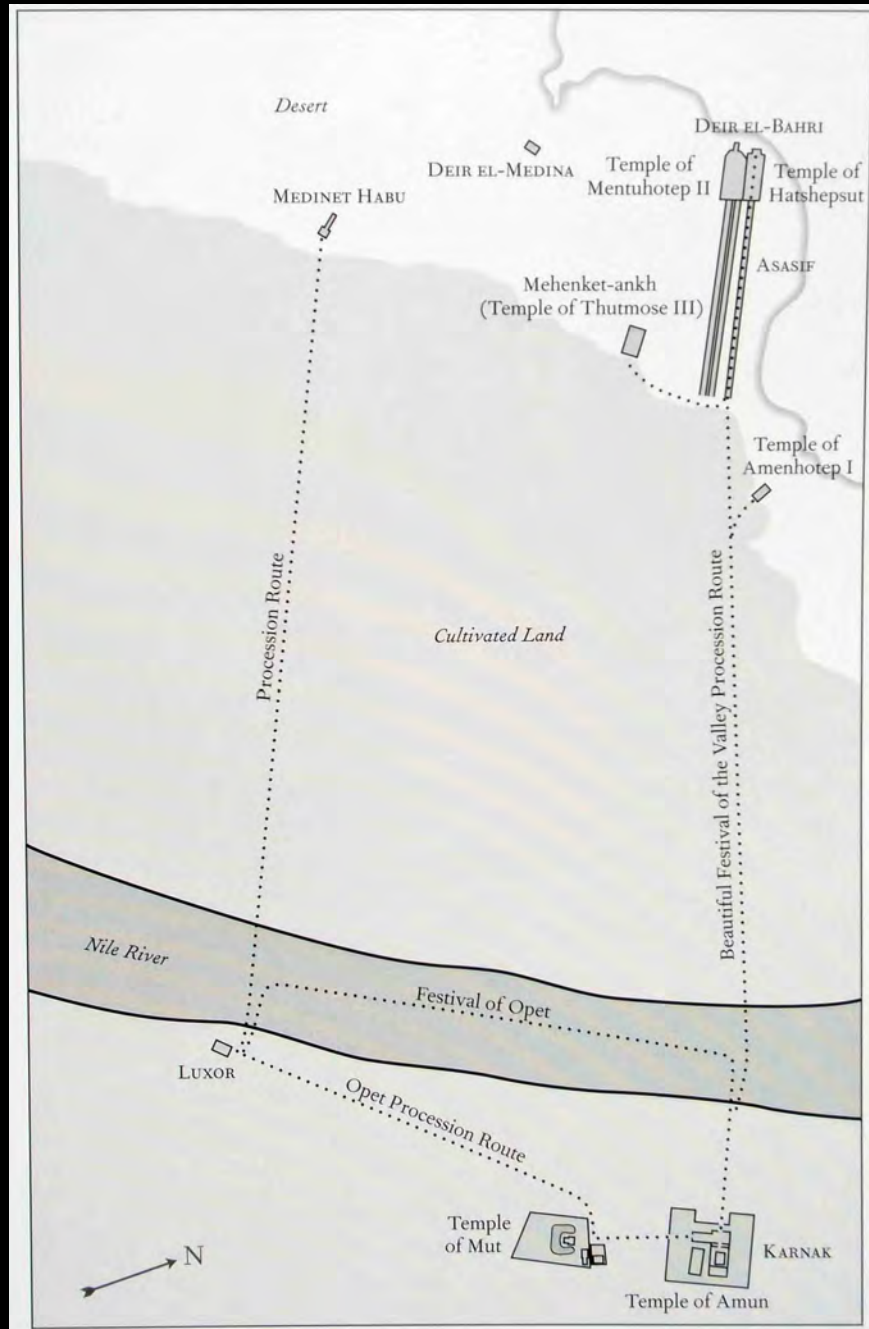 Desert
DEIR EL-BAHRI
DEIR EL-MEDINA
Temple of
Mentuhotep II
Temple of
Hatshepsut
MEDINET HABU
ASASIF
Mehenket-ankh
(Temple of Thutmose III)
Temple of
Amenhotep I
Procession Route
Cultivated Land
Beautiful Festival of the Valley Procession Route
Nile River
Festival of Opet
LUXOR
Opet Procession Route
Temple
of Mut
KARNAK
Temple of Amun
N